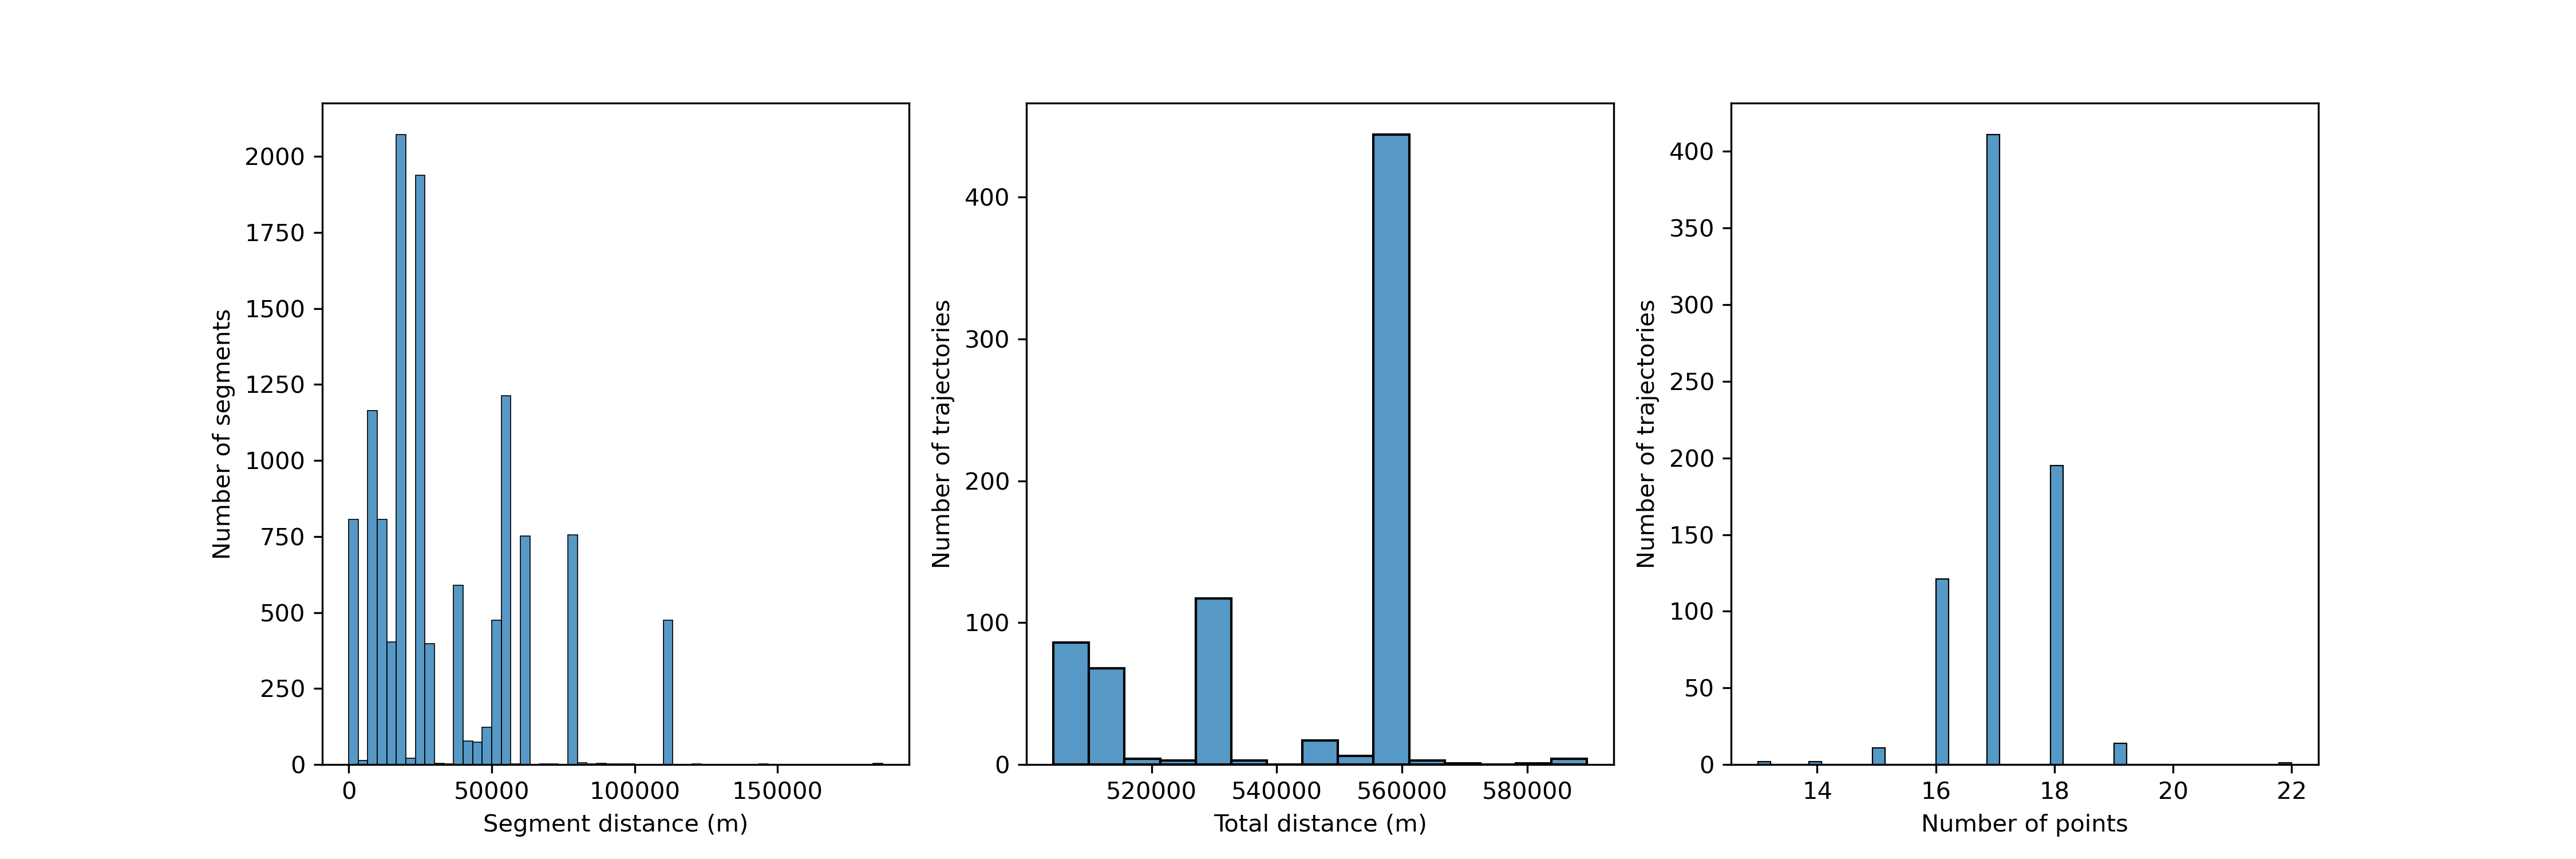 Number of segments
2000
1750
1500
1250
1000
750
500
250
0
0 50000 100000 150000
Segment distance (m)
Number of trajectories
400
300
200
100
0
520000 540000 560000 580000
Total distance (m)
Number of trajectories
400
350
300
250
200
150
100
50
0
14 16 18 20 22
Number of points